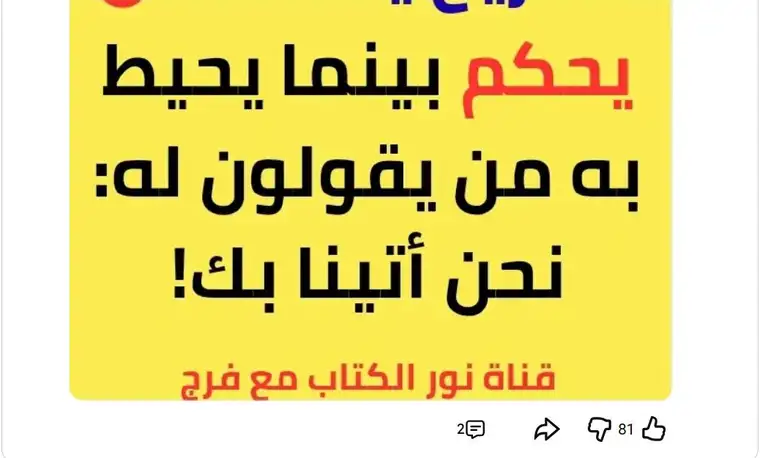 يحكم بينما يحيط
به من يقولون له:
نحن أتينا بك!
قناة نور الكتاب مع فرج
81
2